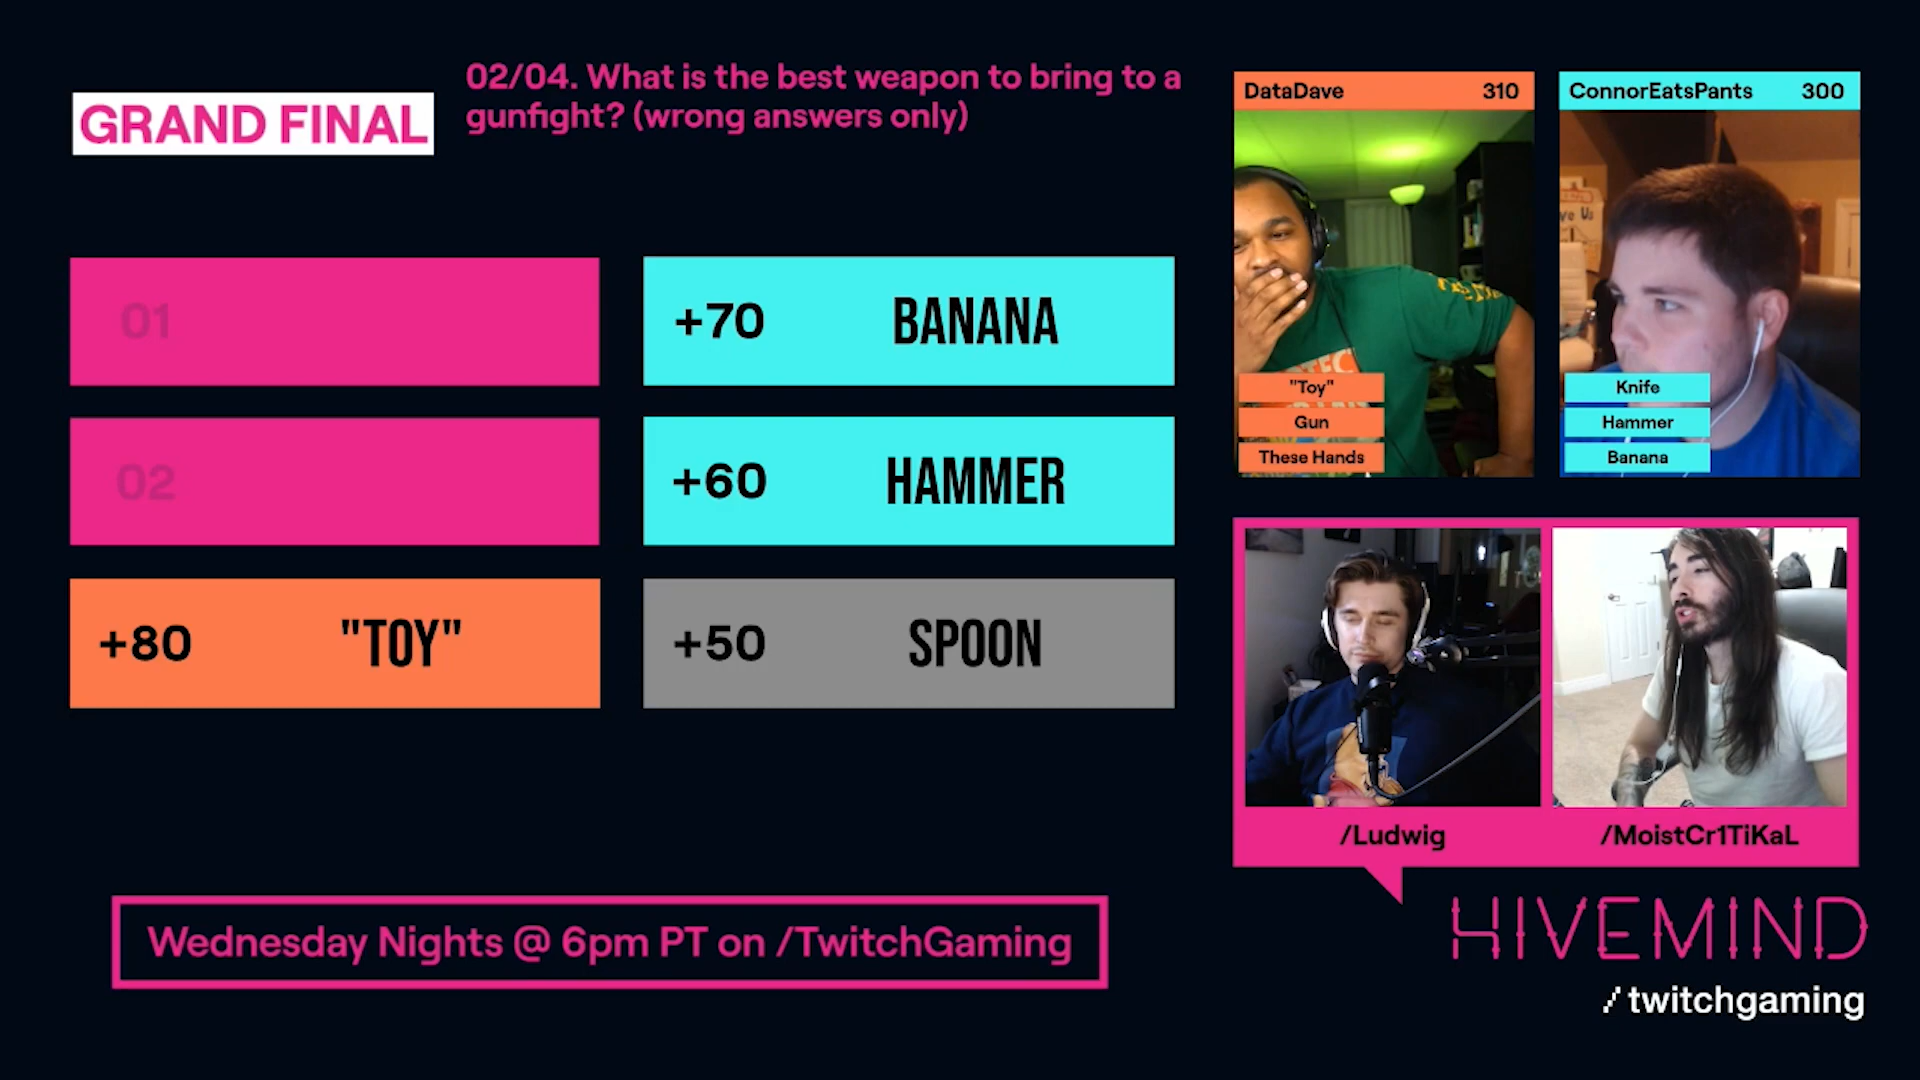 GRAND FINAL
02/04. What is the best weapon to bring to a
gunfight? (wrong answers only)
01
+70 BANANA
02
+60 HAMMER
+80 "TOY"
+50 SPOON
DataDave 310
"Toy"
Gun
These Hands
ConnorEatsPants 300
ve Us
Knife
Hammer
Banana
/Ludwig
/MoistCr1TiKaL
Wednesday Nights @ 6pm PT on /TwitchGaming
HIVEMIND
/twitchgaming